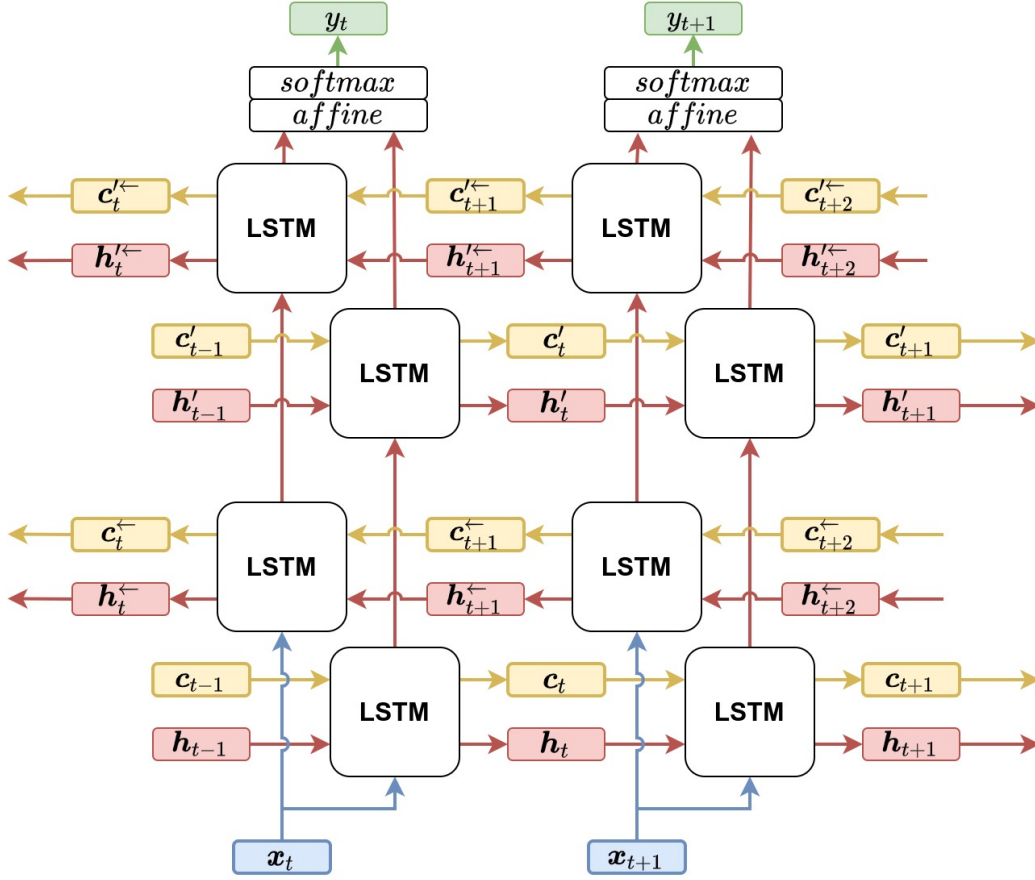 y_t y_{t+1}
softmax softmax
affine affine
c'^←_t LSTM c'^←_{t+1} LSTM c'^←_{t+2}
h'^←_t h'^←_{t+1} h'^←_{t+2}
c'_{t-1} LSTM c'_t LSTM c'_{t+1}
h'_{t-1} h'_t h'_{t+1}
c^←_t LSTM c^←_{t+1} LSTM c^←_{t+2}
h^←_t h^←_{t+1} h^←_{t+2}
c_{t-1} LSTM c_t LSTM c_{t+1}
h_{t-1} h_t h_{t+1}
x_t x_{t+1}